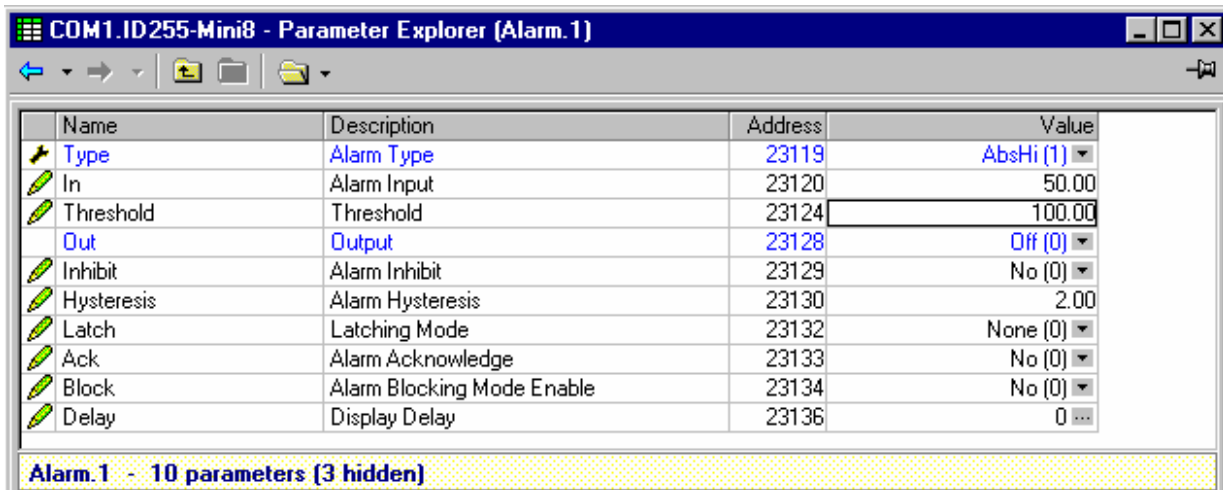 COM1.ID255-Mini8 - Parameter Explorer (Alarm.1)
Name Description Address Value
Type Alarm Type 23119 AbsHi (1)
In Alarm Input 23120 50.00
Threshold Threshold 23124 100.00
Out Output 23128 Off (0)
Inhibit Alarm Inhibit 23129 No (0)
Hysteresis Alarm Hysteresis 23130 2.00
Latch Latching Mode 23132 None (0)
Ack Alarm Acknowledge 23133 No (0)
Block Alarm Blocking Mode Enable 23134 No (0)
Delay Display Delay 23136 0 ...
Alarm.1 - 10 parameters (3 hidden)